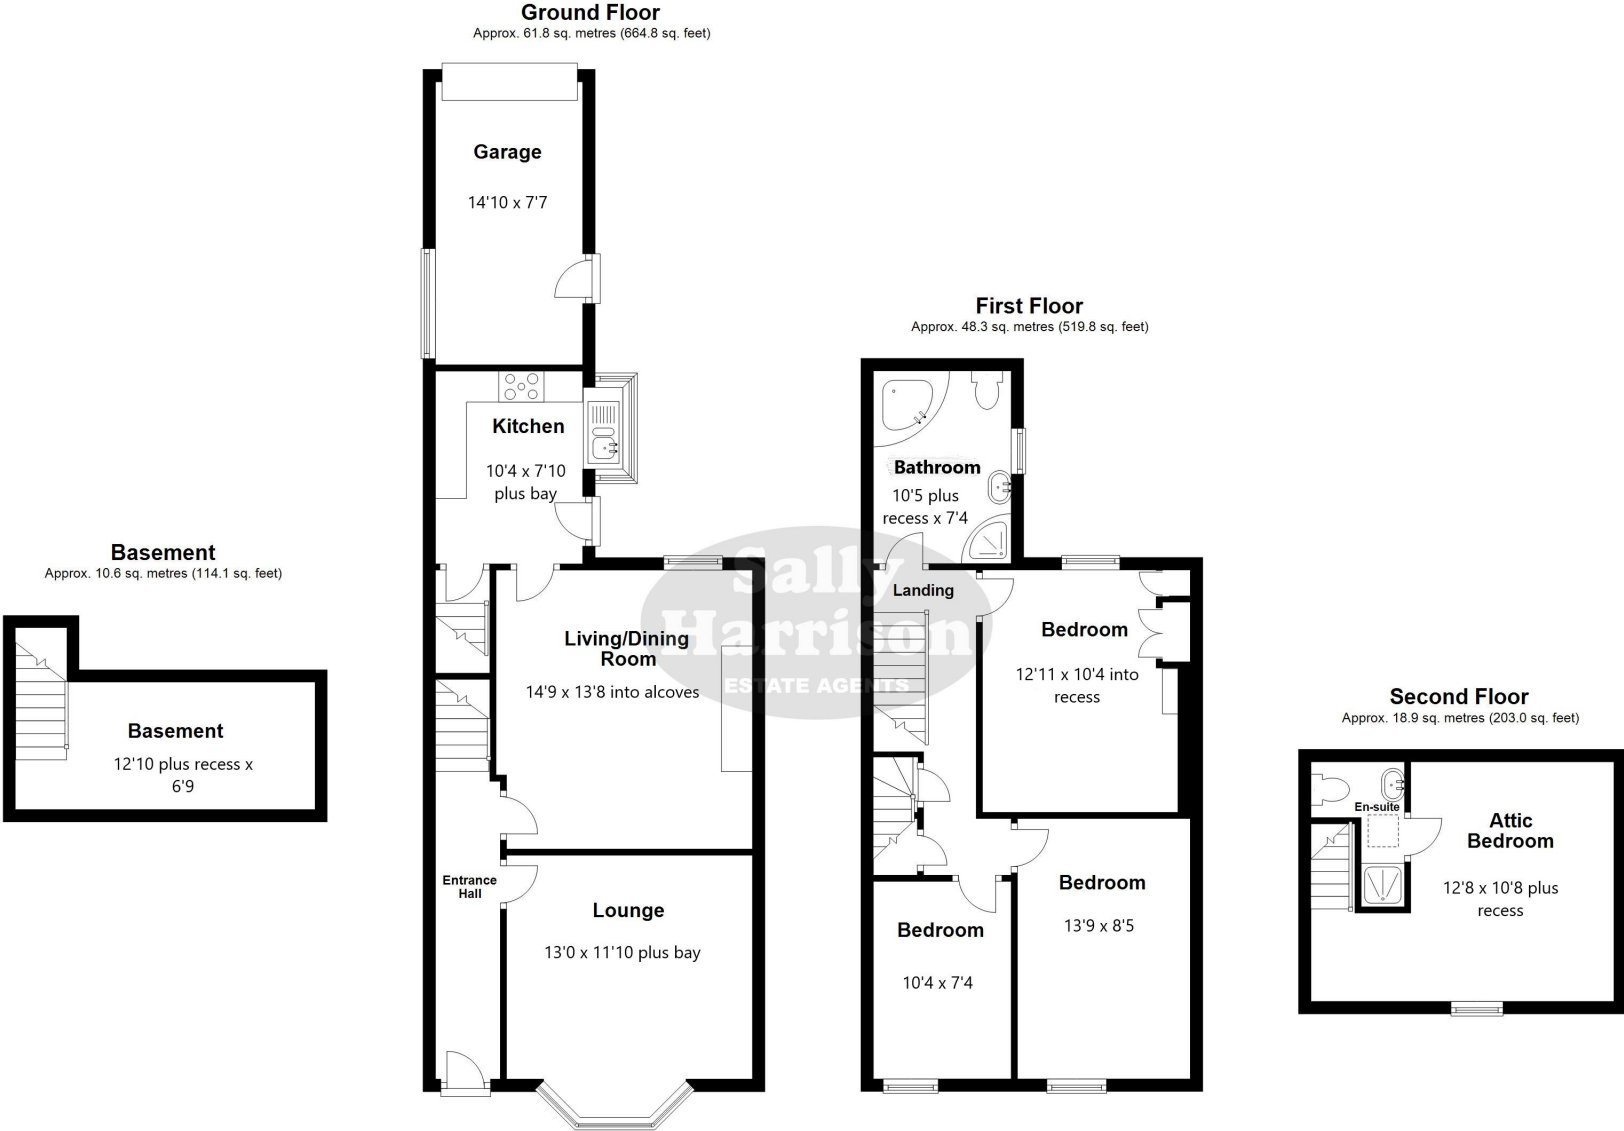 Ground Floor
Approx. 61.8 sq. metres (664.8 sq. feet)
Garage
14'10 x 7'7
Kitchen
10'4 x 7'10
plus bay
Living/Dining
Room
14'9 x 13'8 into alcoves
Entrance
Hall
Lounge
13'0 x 11'10 plus bay
Basement
Approx. 10.6 sq. metres (114.1 sq. feet)
Basement
12'10 plus recess x
6'9
First Floor
Approx. 48.3 sq. metres (519.8 sq. feet)
Bathroom
10'5 plus
recess x 7'4
Landing
Bedroom
12'11 x 10'4 into
recess
Bedroom
13'9 x 8'5
Bedroom
10'4 x 7'4
Second Floor
Approx. 18.9 sq. metres (203.0 sq. feet)
En-suite
Attic
Bedroom
12'8 x 10'8 plus
recess
Sally
Harrison
ESTATE AGENTS